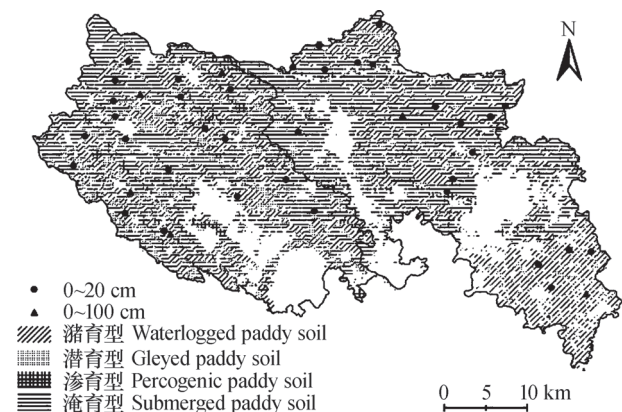 N
0~20 cm
0~100 cm
潴育型 Waterlogged paddy soil
潜育型 Gleyed paddy soil
渗育型 Percogenic paddy soil
淹育型 Submerged paddy soil
0 5 10 km